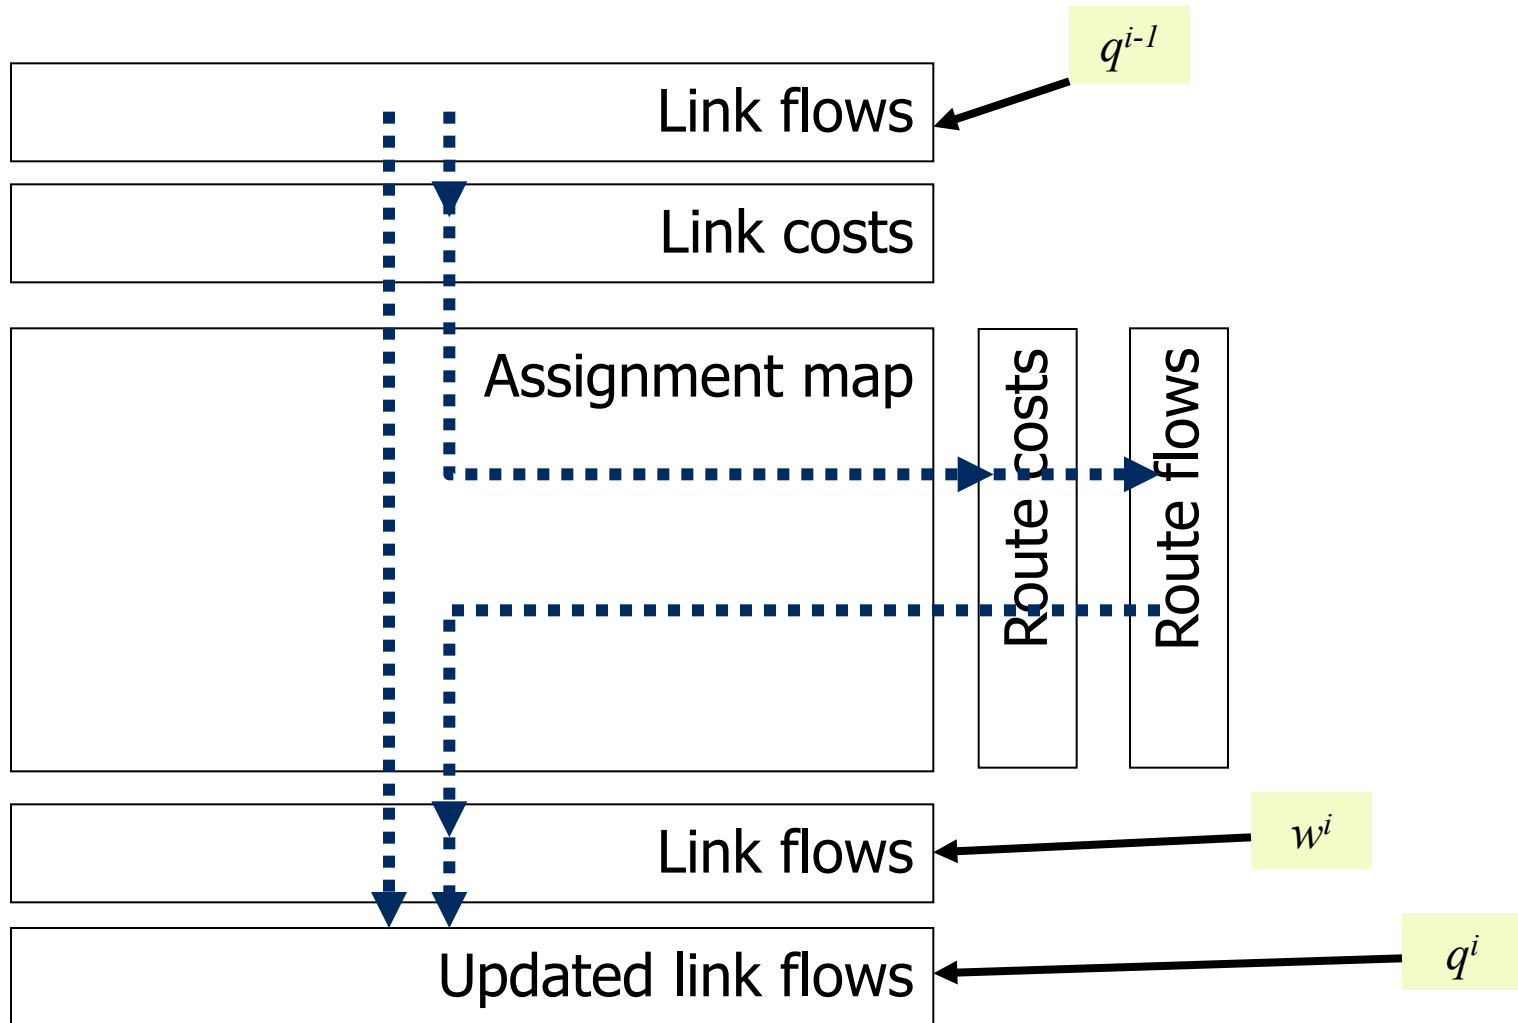 q^{i-1}
Link flows
Link costs
Assignment map
Route costs
Route flows
Link flows
w^i
Updated link flows
q^i